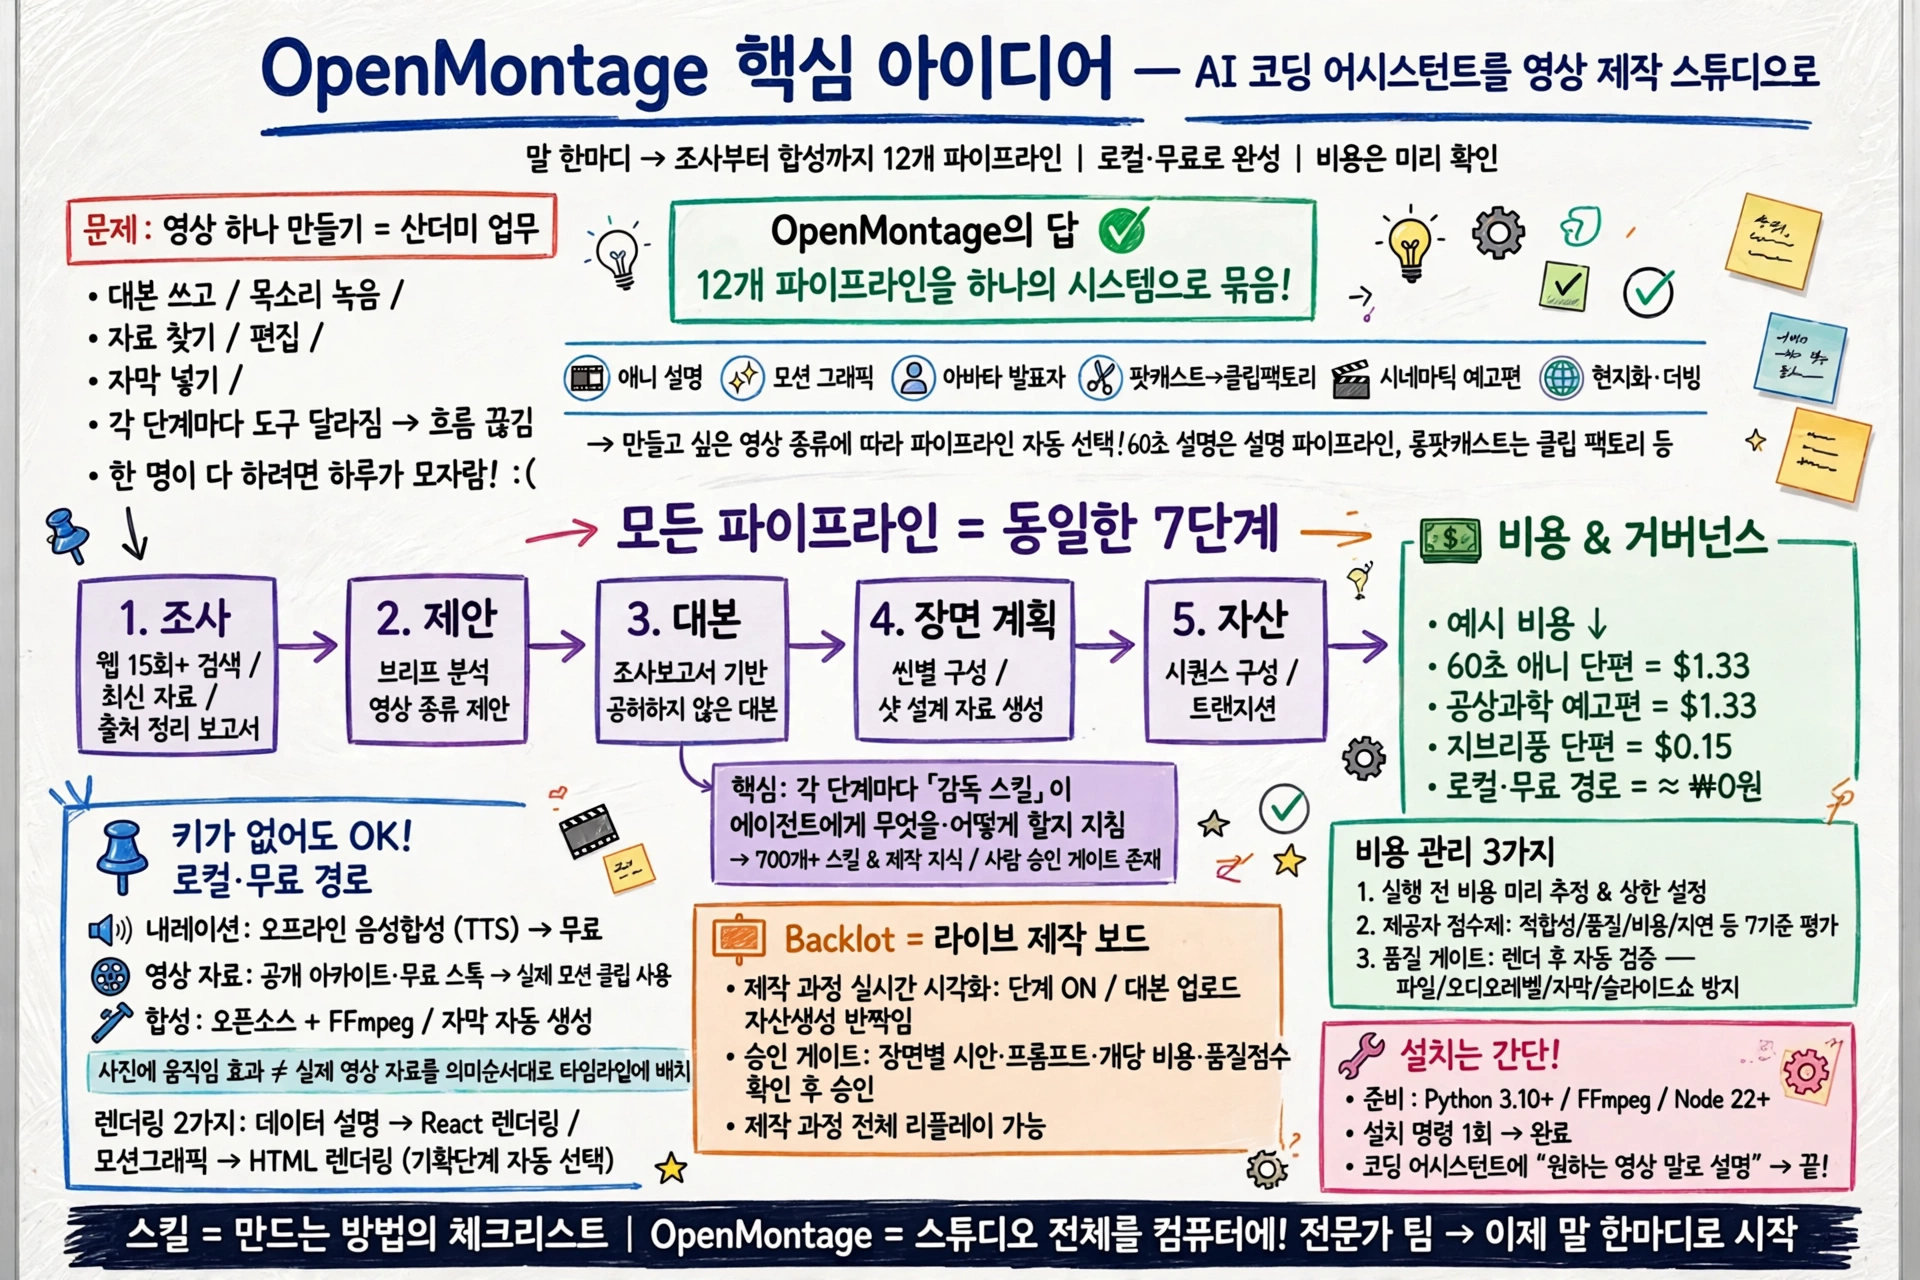 OpenMontage 핵심 아이디어 — AI 코딩 어시스턴트를 영상 제작 스튜디오로
말 한마디 → 조사부터 합성까지 12개 파이프라인 | 로컬·무료로 완성 | 비용은 미리 확인
문제: 영상 하나 만들기 = 산더미 업무
• 대본 쓰고 / 목소리 녹음 /
• 자료 찾기 / 편집 /
• 자막 넣기 /
• 각 단계마다 도구 달라짐 → 흐름 끊김
• 한 명이 다 하려면 하루가 모자람! :(
OpenMontage의 답
12개 파이프라인을 하나의 시스템으로 묶음!
애니 설명 모션 그래픽 아바타 발표자 팟캐스트→클립팩토리 시네마틱 예고편 현지화·더빙
→ 만들고 싶은 영상 종류에 따라 파이프라인 자동 선택! 60초 설명은 설명 파이프라인, 롱팟캐스트는 클립 팩토리 등
모든 파이프라인 = 동일한 7단계
1. 조사
웹 15회+ 검색 /
최신 자료 /
출처 정리 보고서
2. 제안
브리프 분석
영상 종류 제안
3. 대본
조사보고서 기반
공허하지 않은 대본
4. 장면 계획
씬별 구성 /
샷 설계 자료 생성
5. 자산
시퀀스 구성 /
트랜지션
핵심: 각 단계마다 「감독 스킬」이
에이전트에게 무엇을·어떻게 할지 지침
→ 700개+ 스킬 & 제작 지식 / 사람 승인 게이트 존재
비용 & 거버넌스
• 예시 비용 ↓
• 60초 애니 단편 = $1.33
• 공상과학 예고편 = $1.33
• 지브리풍 단편 = $0.15
• 로컬·무료 경로 = ≈ ₩0원
비용 관리 3가지
1. 실행 전 비용 미리 추정 & 상한 설정
2. 제공자 점수제: 적합성/품질/비용/지연 등 7기준 평가
3. 품질 게이트: 렌더 후 자동 검증 —
파일/오디오레벨/자막/슬라이드쇼 방지
키가 없어도 OK!
로컬·무료 경로
내레이션: 오프라인 음성합성 (TTS) → 무료
영상 자료: 공개 아카이트·무료 스톡 → 실제 모션 클립 사용
합성: 오픈소스 + FFmpeg / 자막 자동 생성
사진에 움직임 효과 ≠ 실제 영상 자료를 의미순서대로 타임라인에 배치
렌더링 2가지: 데이터 설명 → React 렌더링 /
모션그래픽 → HTML 렌더링 (기획단계 자동 선택)
Backlot = 라이브 제작 보드
• 제작 과정 실시간 시각화: 단계 ON / 대본 업로드
자산생성 반짝임
• 승인 게이트: 장면별 시안·프롬프트·개당 비용·품질점수
확인 후 승인
• 제작 과정 전체 리플레이 가능
설치는 간단!
• 준비 : Python 3.10+ / FFmpeg / Node 22+
• 설치 명령 1회 → 완료
• 코딩 어시스턴트에 “원하는 영상 말로 설명” → 끝!
스킬 = 만드는 방법의 체크리스트 | OpenMontage = 스튜디오 전체를 컴퓨터에! 전문가 팀 → 이제 말 한마디로 시작